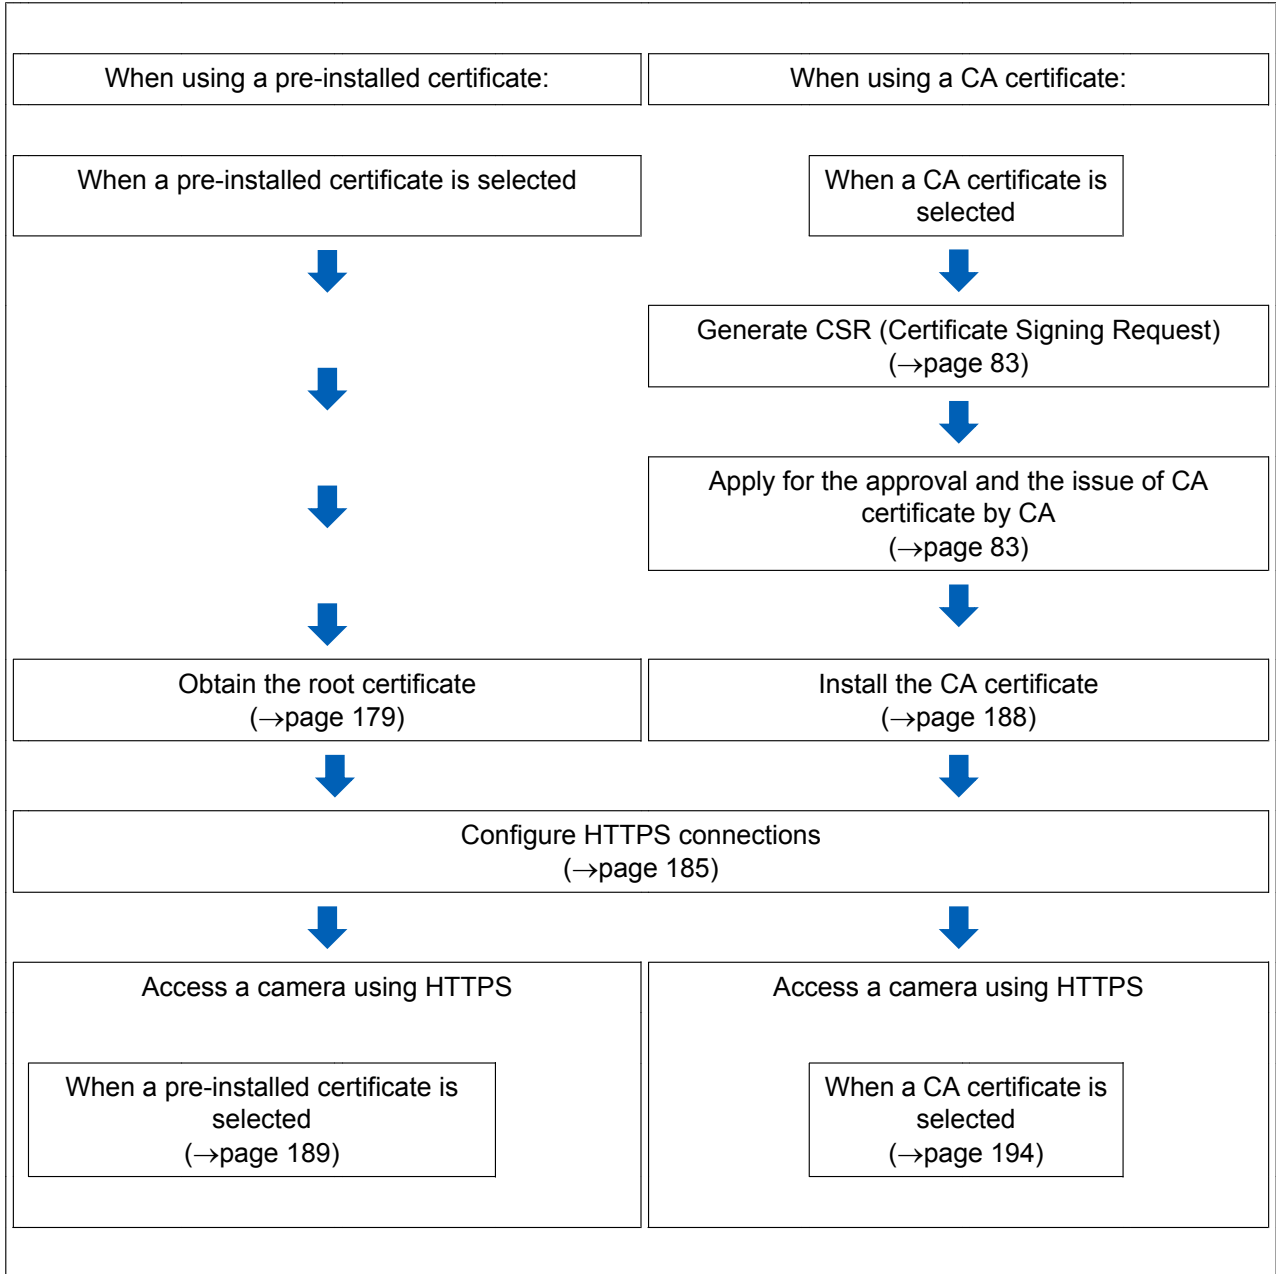 When using a pre-installed certificate:
When using a CA certificate:
When a pre-installed certificate is selected
When a CA certificate is
selected
Generate CSR (Certificate Signing Request)
(→page 83)
Apply for the approval and the issue of CA
certificate by CA
(→page 83)
Obtain the root certificate
(→page 179)
Install the CA certificate
(→page 188)
Configure HTTPS connections
(→page 185)
Access a camera using HTTPS
When a pre-installed certificate is
selected
(→page 189)
Access a camera using HTTPS
When a CA certificate is
selected
(→page 194)